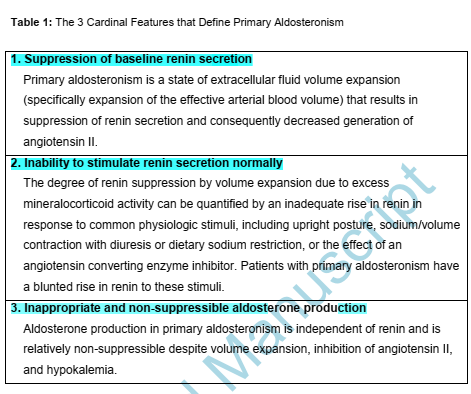 Table 1: The 3 Cardinal Features that Define Primary Aldosteronism
1. Suppression of baseline renin secretion
Primary aldosteronism is a state of extracellular fluid volume expansion
(specifically expansion of the effective arterial blood volume) that results in
suppression of renin secretion and consequently decreased generation of
angiotensin II.
2. Inability to stimulate renin secretion normally
The degree of renin suppression by volume expansion due to excess
mineralocorticoid activity can be quantified by an inadequate rise in renin in
response to common physiologic stimuli, including upright posture, sodium/volume
contraction with diuresis or dietary sodium restriction, or the effect of an
angiotensin converting enzyme inhibitor. Patients with primary aldosteronism have
a blunted rise in renin to these stimuli.
3. Inappropriate and non-suppressible aldosterone production
Aldosterone production in primary aldosteronism is independent of renin and is
relatively non-suppressible despite volume expansion, inhibition of angiotensin II,
and hypokalemia.
Manuscript